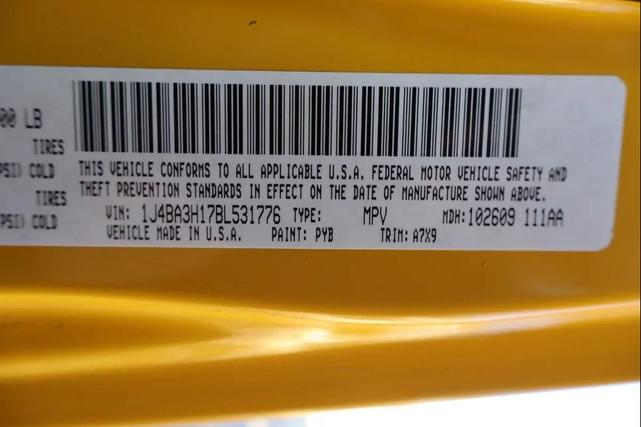 00 LB
TIRES
PSI) COLD
PSI) COLD
THIS VEHICLE CONFORMS TO ALL APPLICABLE U.S.A. FEDERAL MOTOR VEHICLE SAFETY AND
THEFT PREVENTION STANDARDS IN EFFECT ON THE DATE OF MANUFACTURE SHOWN ABOVE.
VIN: 1J4BA3H17BL531776 TYPE: MPV MDH:102609 111AA
VEHICLE MADE IN U.S.A. PAINT: PYB TRIM: A7X9
TIRES